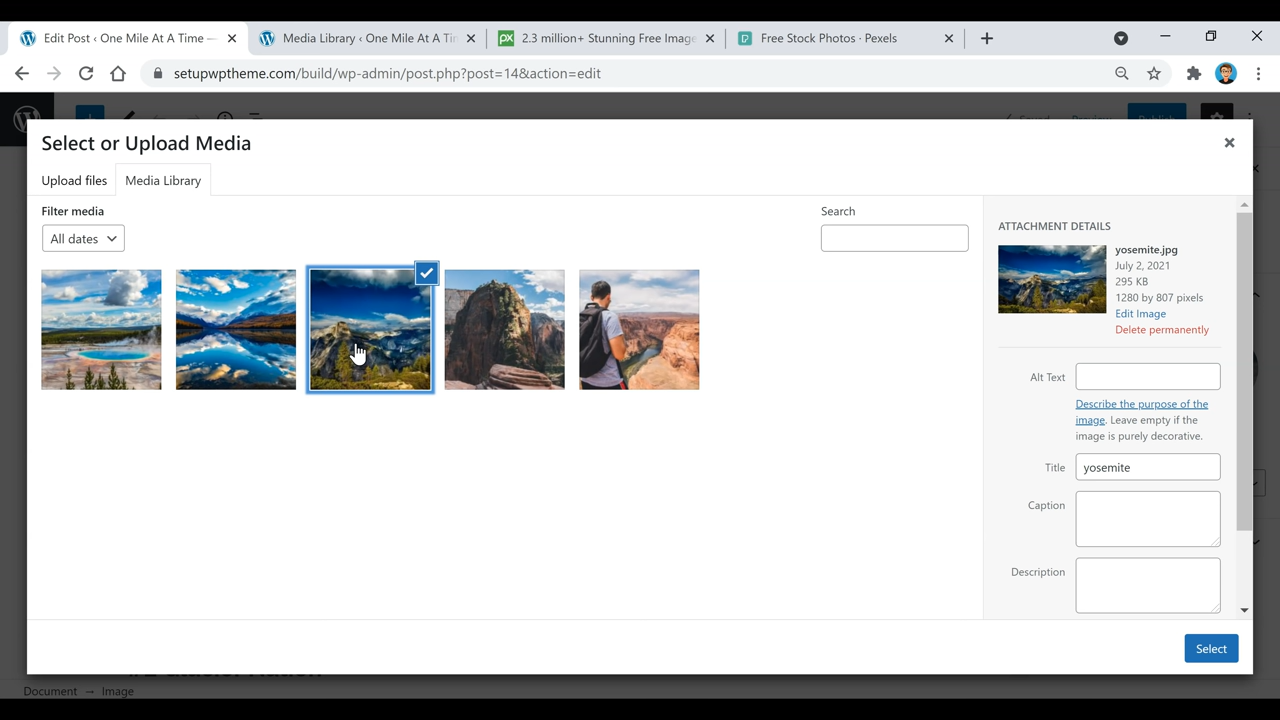 Edit Post ‹ One Mile At A Time —
Media Library ‹ One Mile At A Tim
2.3 million+ Stunning Free Image
Free Stock Photos · Pexels
setupwptheme.com/build/wp-admin/post.php?post=14&action=edit
Saved
Preview
Publish
Select or Upload Media
Upload files
Media Library
Filter media
All dates
Search
ATTACHMENT DETAILS
yosemite.jpg
July 2, 2021
295 KB
1280 by 807 pixels
Edit Image
Delete permanently
Alt Text
Describe the purpose of the
image. Leave empty if the
image is purely decorative.
Title
yosemite
Caption
Description
Select
Document → Image